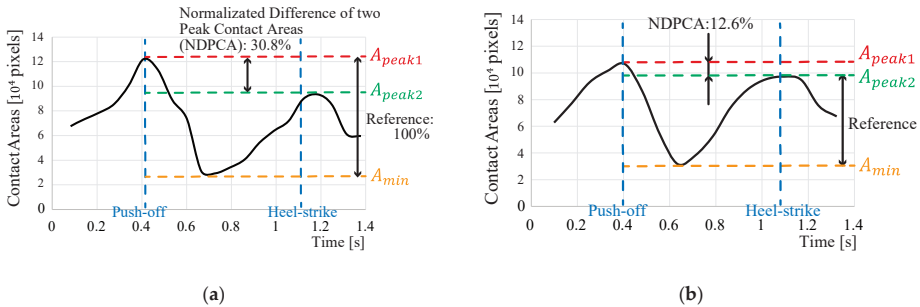 Normalizated Difference of two
Peak Contact Areas
(NDPCA): 30.8%
Contact Areas [10⁴ pixels]
14
12
10
8
6
4
2
0
0 0.2 0.4 0.6 0.8 1 1.2 1.4
Push-off
Heel-strike
Time [s]
A_peak1
A_peak2
Reference:
100%
A_min
(a)
NDPCA:12.6%
Contact Areas [10⁴ pixels]
14
12
10
8
6
4
2
0
0 0.2 0.4 0.6 0.8 1 1.2 1.4
Push-off
Heel-strike
Time [s]
A_peak1
A_peak2
Reference
A_min
(b)